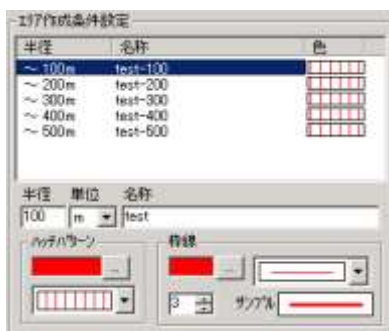 エリア作成条件設定
半径 名称 色
～ 100m test-100
～ 200m test-200
～ 300m test-300
～ 400m test-400
～ 500m test-500
半径 単位 名称
100 m test
ハッチパターン 枠線
...  ...
3 サンプル